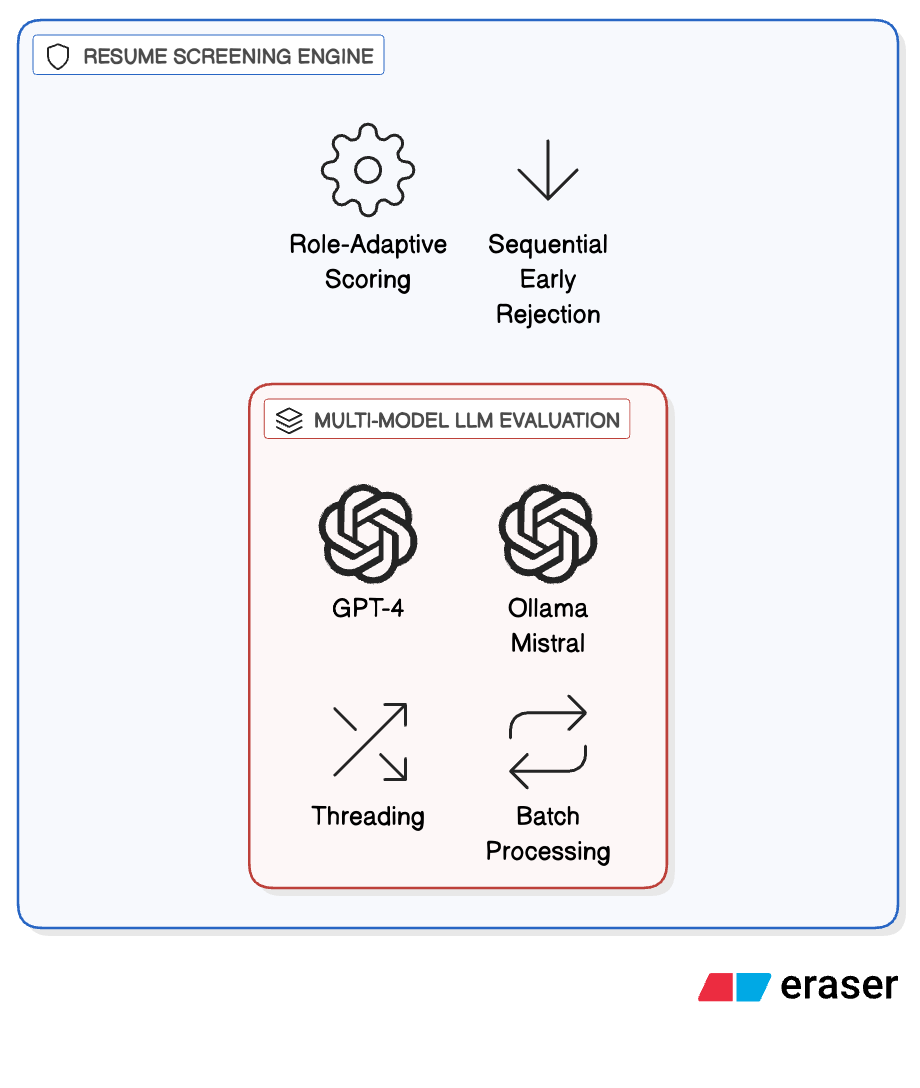 RESUME SCREENING ENGINE
Role-Adaptive
Scoring
Sequential
Early
Rejection
MULTI-MODEL LLM EVALUATION
GPT-4
Ollama
Mistral
Threading
Batch
Processing
eraser